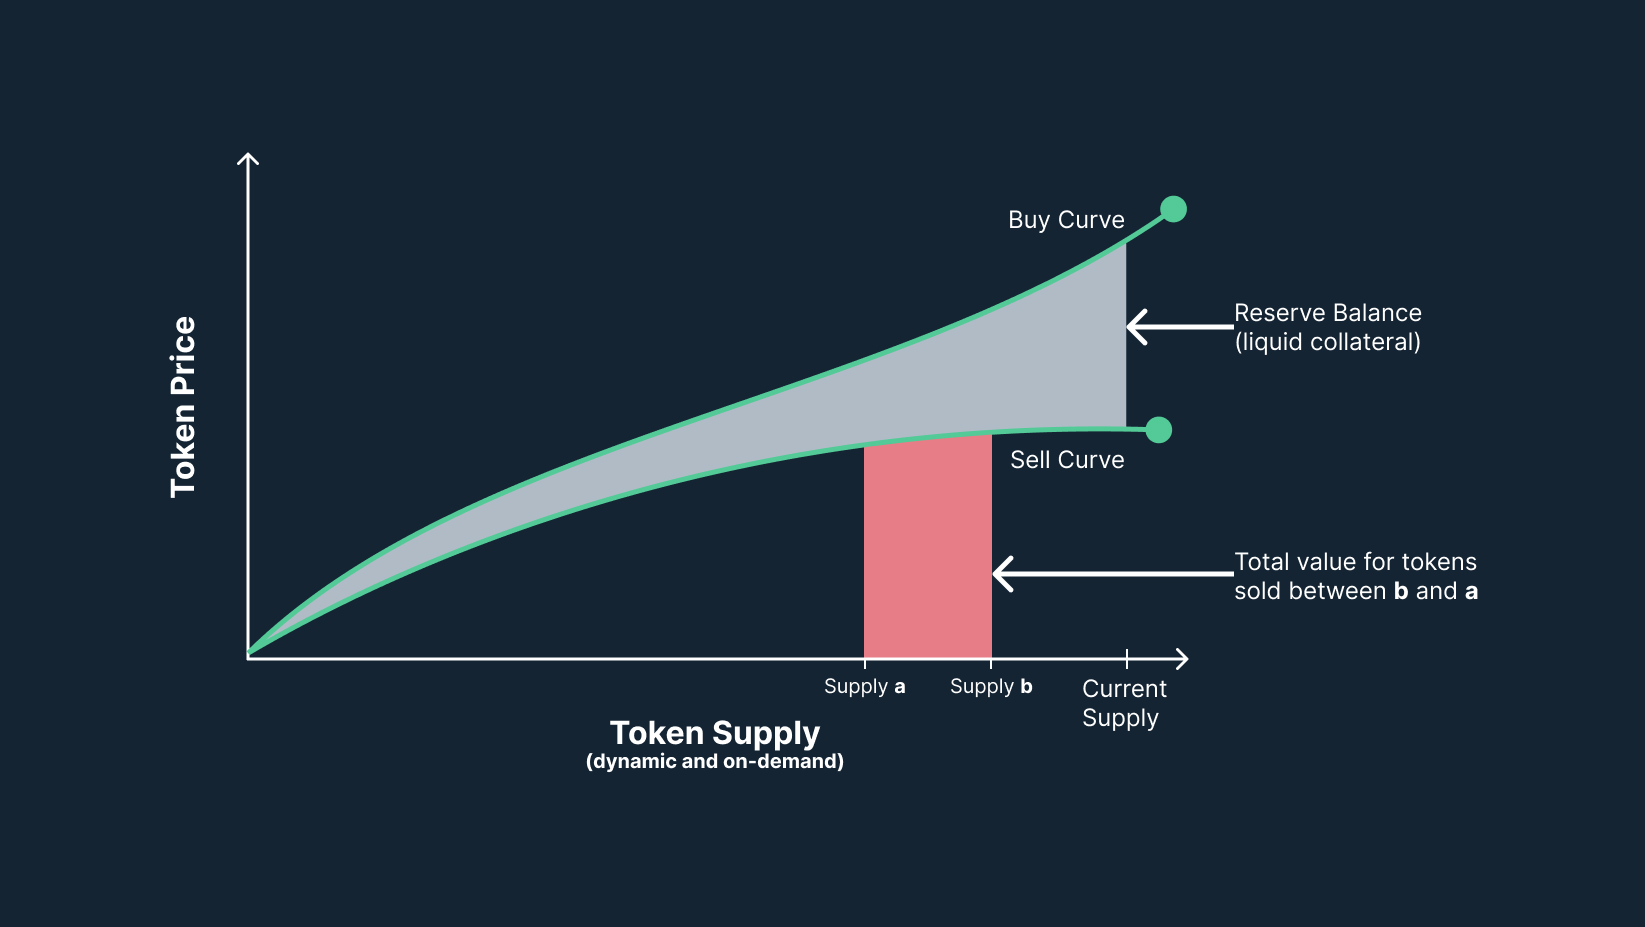 Buy Curve
Reserve Balance
(liquid collateral)
Token Price
Sell Curve
Total value for tokens
sold between b and a
Supply a
Supply b
Current
Supply
Token Supply
(dynamic and on-demand)